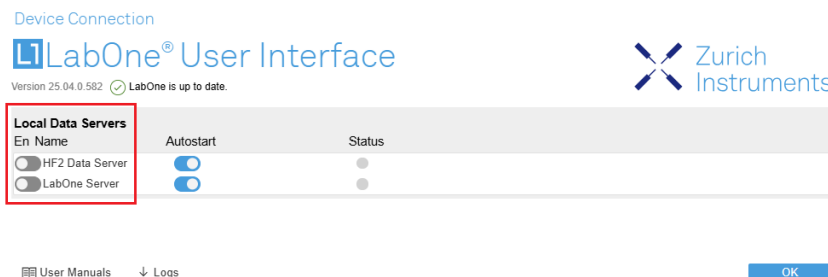 Device Connection
L1 LabOne® User Interface
Zurich
Instruments
Version 25.04.0.582 LabOne is up to date.
Local Data Servers
En Name Autostart Status
HF2 Data Server
LabOne Server
User Manuals Logs OK